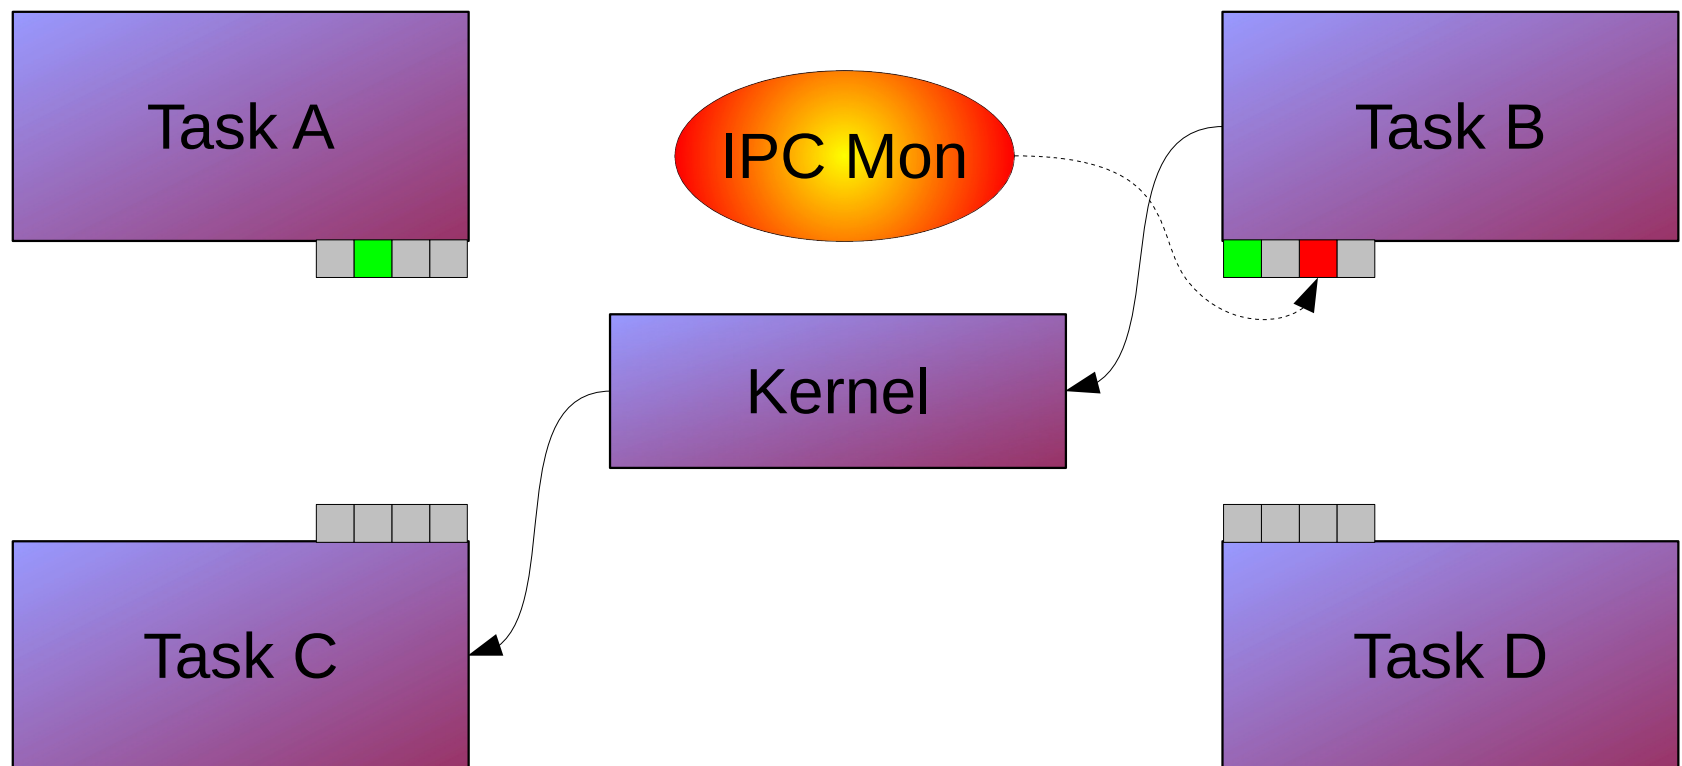 Task A
IPC Mon
Task B
Kernel
Task C
Task D